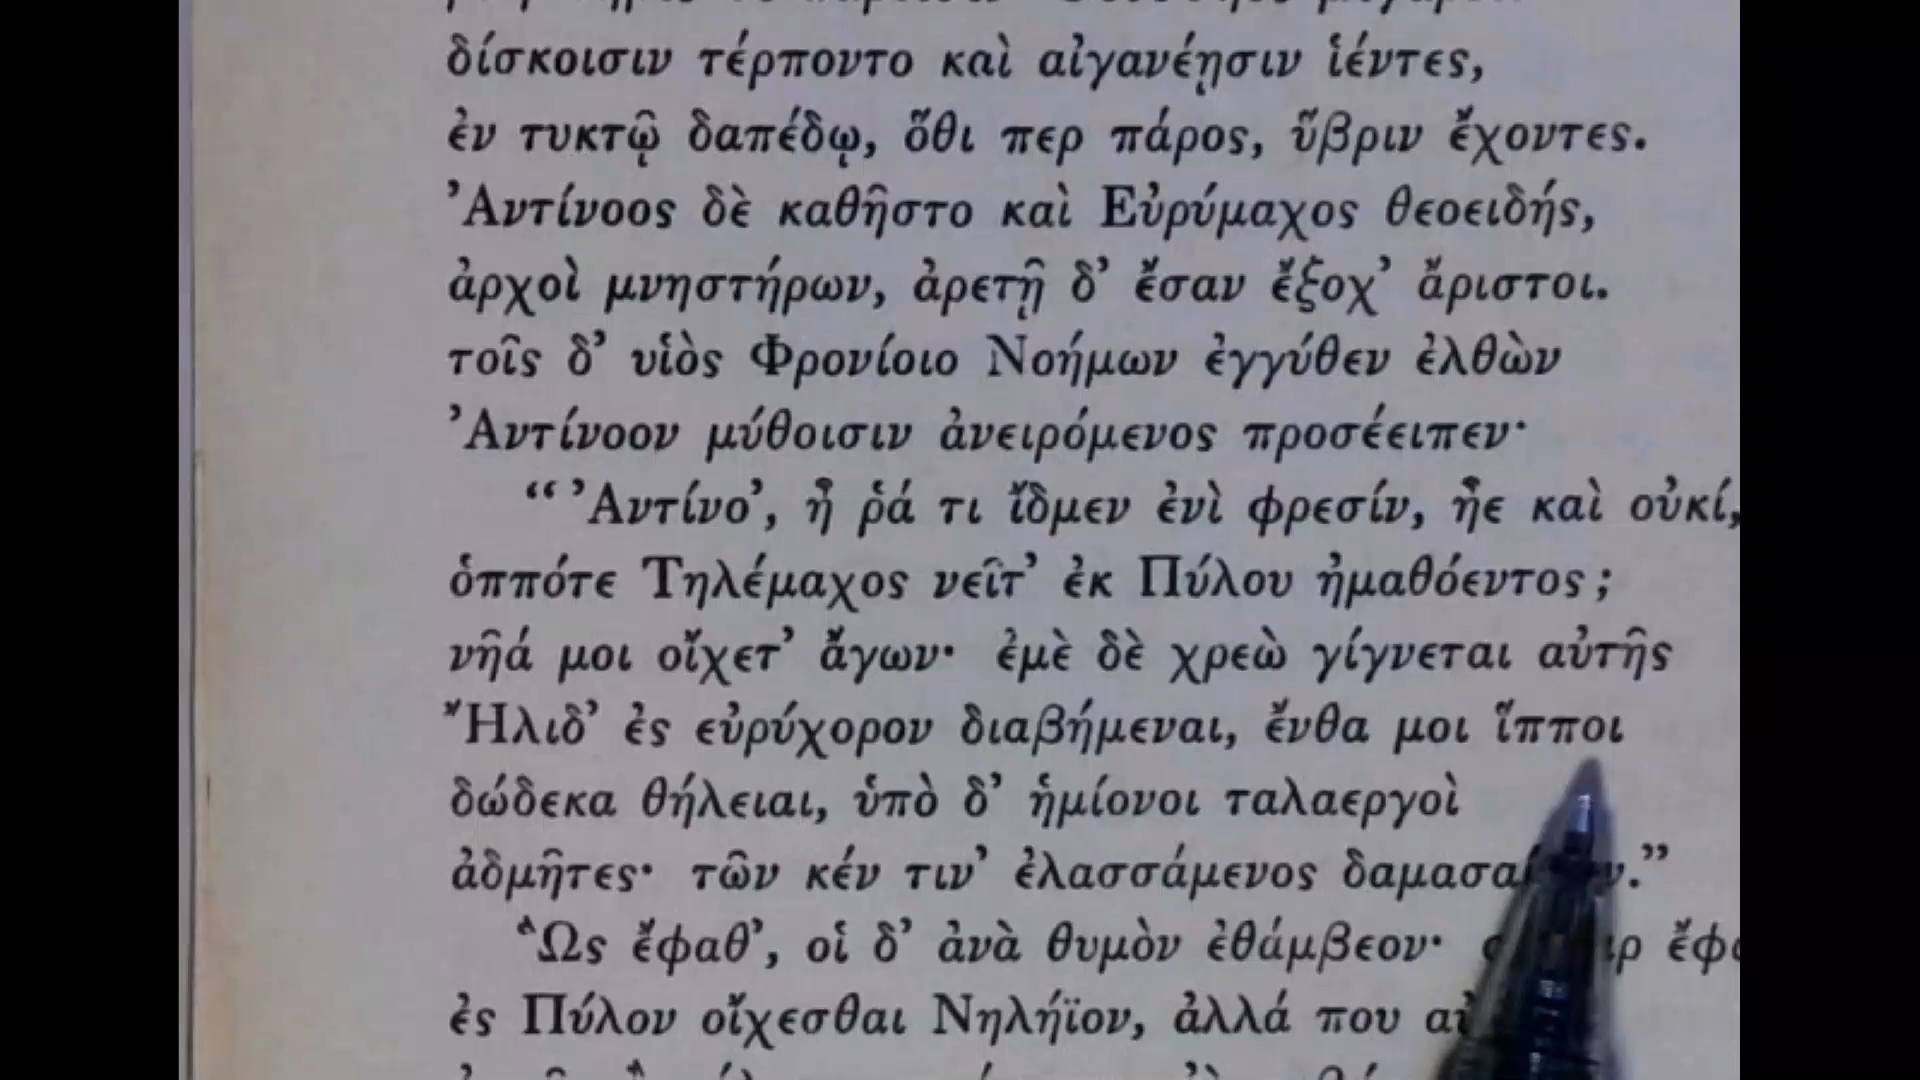 δίσκοισιν τέρποντο καὶ αἰγανέῃσιν ἱέντες,
ἐν τυκτῷ δαπέδῳ, ὅθι περ πάρος, ὕβριν ἔχοντες.
Ἀντίνοος δὲ καθῆστο καὶ Εὐρύμαχος θεοειδής,
ἀρχοὶ μνηστήρων, ἀρετῇ δ’ ἔσαν ἔξοχ’ ἄριστοι.
τοῖς δ’ υἱὸς Φρονίοιο Νοήμων ἐγγύθεν ἐλθὼν
Ἀντίνοον μύθοισιν ἀνειρόμενος προσέειπεν·
“Ἀντίνο’, ἦ ῥά τι ἴδμεν ἐνὶ φρεσίν, ἦε καὶ οὐκί,
ὁππότε Τηλέμαχος νεῖτ’ ἐκ Πύλου ἠμαθόεντος;
νῆά μοι οἴχετ’ ἄγων· ἐμὲ δὲ χρεὼ γίγνεται αὐτῆς
Ἤλιδ’ ἐς εὐρύχορον διαβήμεναι, ἔνθα μοι ἵπποι
δώδεκα θήλειαι, ὑπὸ δ’ ἡμίονοι ταλαεργοὶ
ἀδμῆτες· τῶν κέν τιν’ ἐλασσάμενος
Ὣς ἔφαθ’, οἱ δ’ ἀνὰ θυμὸν ἐθάμβεον·
ἐς Πύλον οἴχεσθαι Νηλήϊον, ἀλλά που